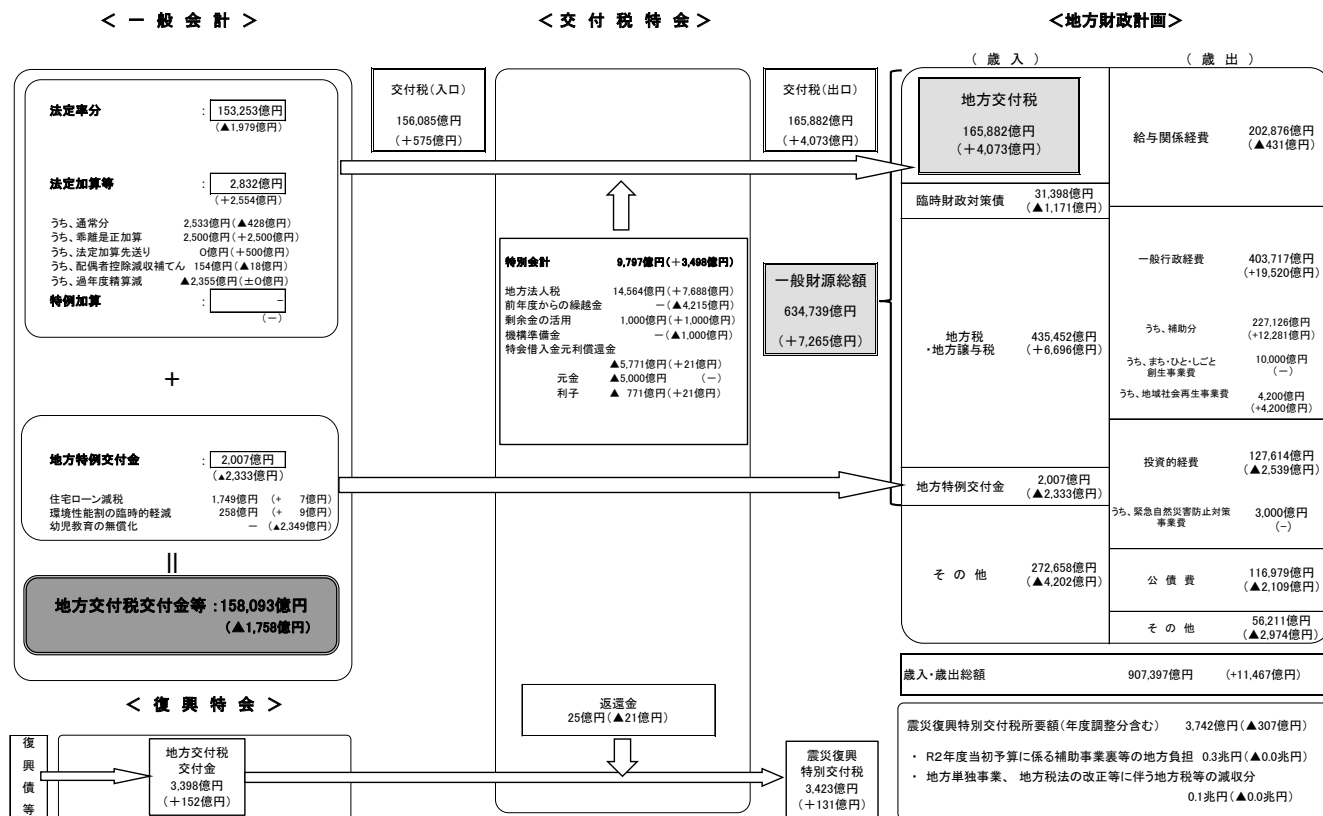 ＜ 一 般 会 計 ＞
法定率分 : 153,253億円
(▲1,979億円)
法定加算等 : 2,832億円
(＋2,554億円)
うち、通常分 2,533億円(▲428億円)
うち、乖離是正加算 2,500億円(＋2,500億円)
うち、法定加算先送り 0億円(＋500億円)
うち、配偶者控除減収補てん 154億円(▲18億円)
うち、過年度精算減 ▲2,355億円(±0億円)
特例加算 : －
(－)
＋
地方特例交付金 : 2,007億円
(▲2,333億円)
住宅ローン減税 1,749億円 (＋ 7億円)
環境性能割の臨時的軽減 258億円 (＋ 9億円)
幼児教育の無償化 － (▲2,349億円)
||
地方交付税交付金等 :158,093億円
(▲1,758億円)
＜ 復 興 特 会 ＞
復
興
債
等
地方交付税
交付金
3,398億円
(＋152億円)
＜ 交 付 税 特 会 ＞
交付税(入口)
156,085億円
(＋575億円)
交付税(出口)
165,882億円
(＋4,073億円)
特別会計 9,797億円(＋3,498億円)
地方法人税 14,564億円(＋7,688億円)
前年度からの繰越金 －(▲4,215億円)
剰余金の活用 1,000億円(＋1,000億円)
機構準備金 －(▲1,000億円)
特会借入金元利償還金
▲5,771億円(＋21億円)
元金 ▲5,000億円 (－)
利子 ▲ 771億円(＋21億円)
一般財源総額
634,739億円
(＋7,265億円)
返還金
25億円(▲21億円)
震災復興
特別交付税
3,423億円
(＋131億円)
＜地方財政計画＞
( 歳 入 )
地方交付税
165,882億円
(＋4,073億円)
臨時財政対策債 31,398億円
(▲1,171億円)
地方税
・地方譲与税 435,452億円
(＋6,696億円)
地方特例交付金 2,007億円
(▲2,333億円)
そ の 他 272,658億円
(▲4,202億円)
( 歳 出 )
給与関係経費 202,876億円
(▲431億円)
一般行政経費 403,717億円
(+19,520億円)
うち、補助分 227,126億円
(+12,281億円)
うち、まち・ひと・しごと
創生事業費 10,000億円
(－)
うち、地域社会再生事業費 4,200億円
(+4,200億円)
投資的経費 127,614億円
(▲2,539億円)
うち、緊急自然災害防止対策
事業費 3,000億円
(－)
公 債 費 116,979億円
(▲2,109億円)
そ の 他 56,211億円
(▲2,974億円)
歳入・歳出総額 907,397億円 (+11,467億円)
震災復興特別交付税所要額(年度調整分含む) 3,742億円(▲307億円)
・ R2年度当初予算に係る補助事業裏等の地方負担 0.3兆円(▲0.0兆円)
・ 地方単独事業、 地方税法の改正等に伴う地方税等の減収分
0.1兆円(▲0.0兆円)